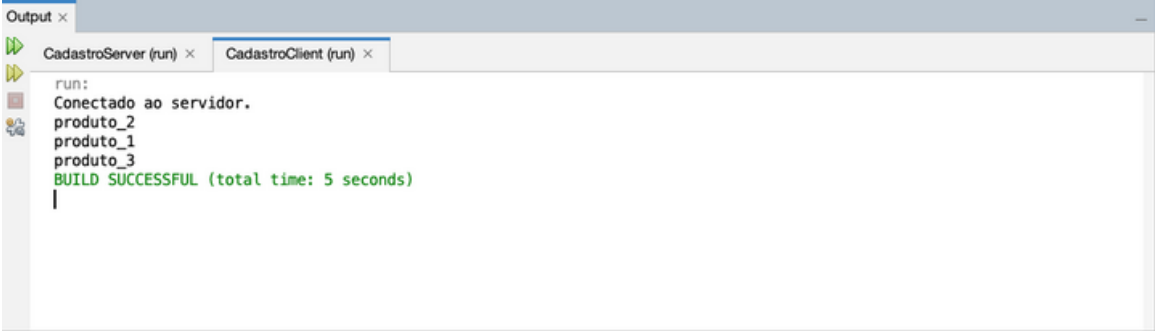 Output
CadastroServer (run) CadastroClient (run)
run:
Conectado ao servidor.
produto_2
produto_1
produto_3
BUILD SUCCESSFUL (total time: 5 seconds)